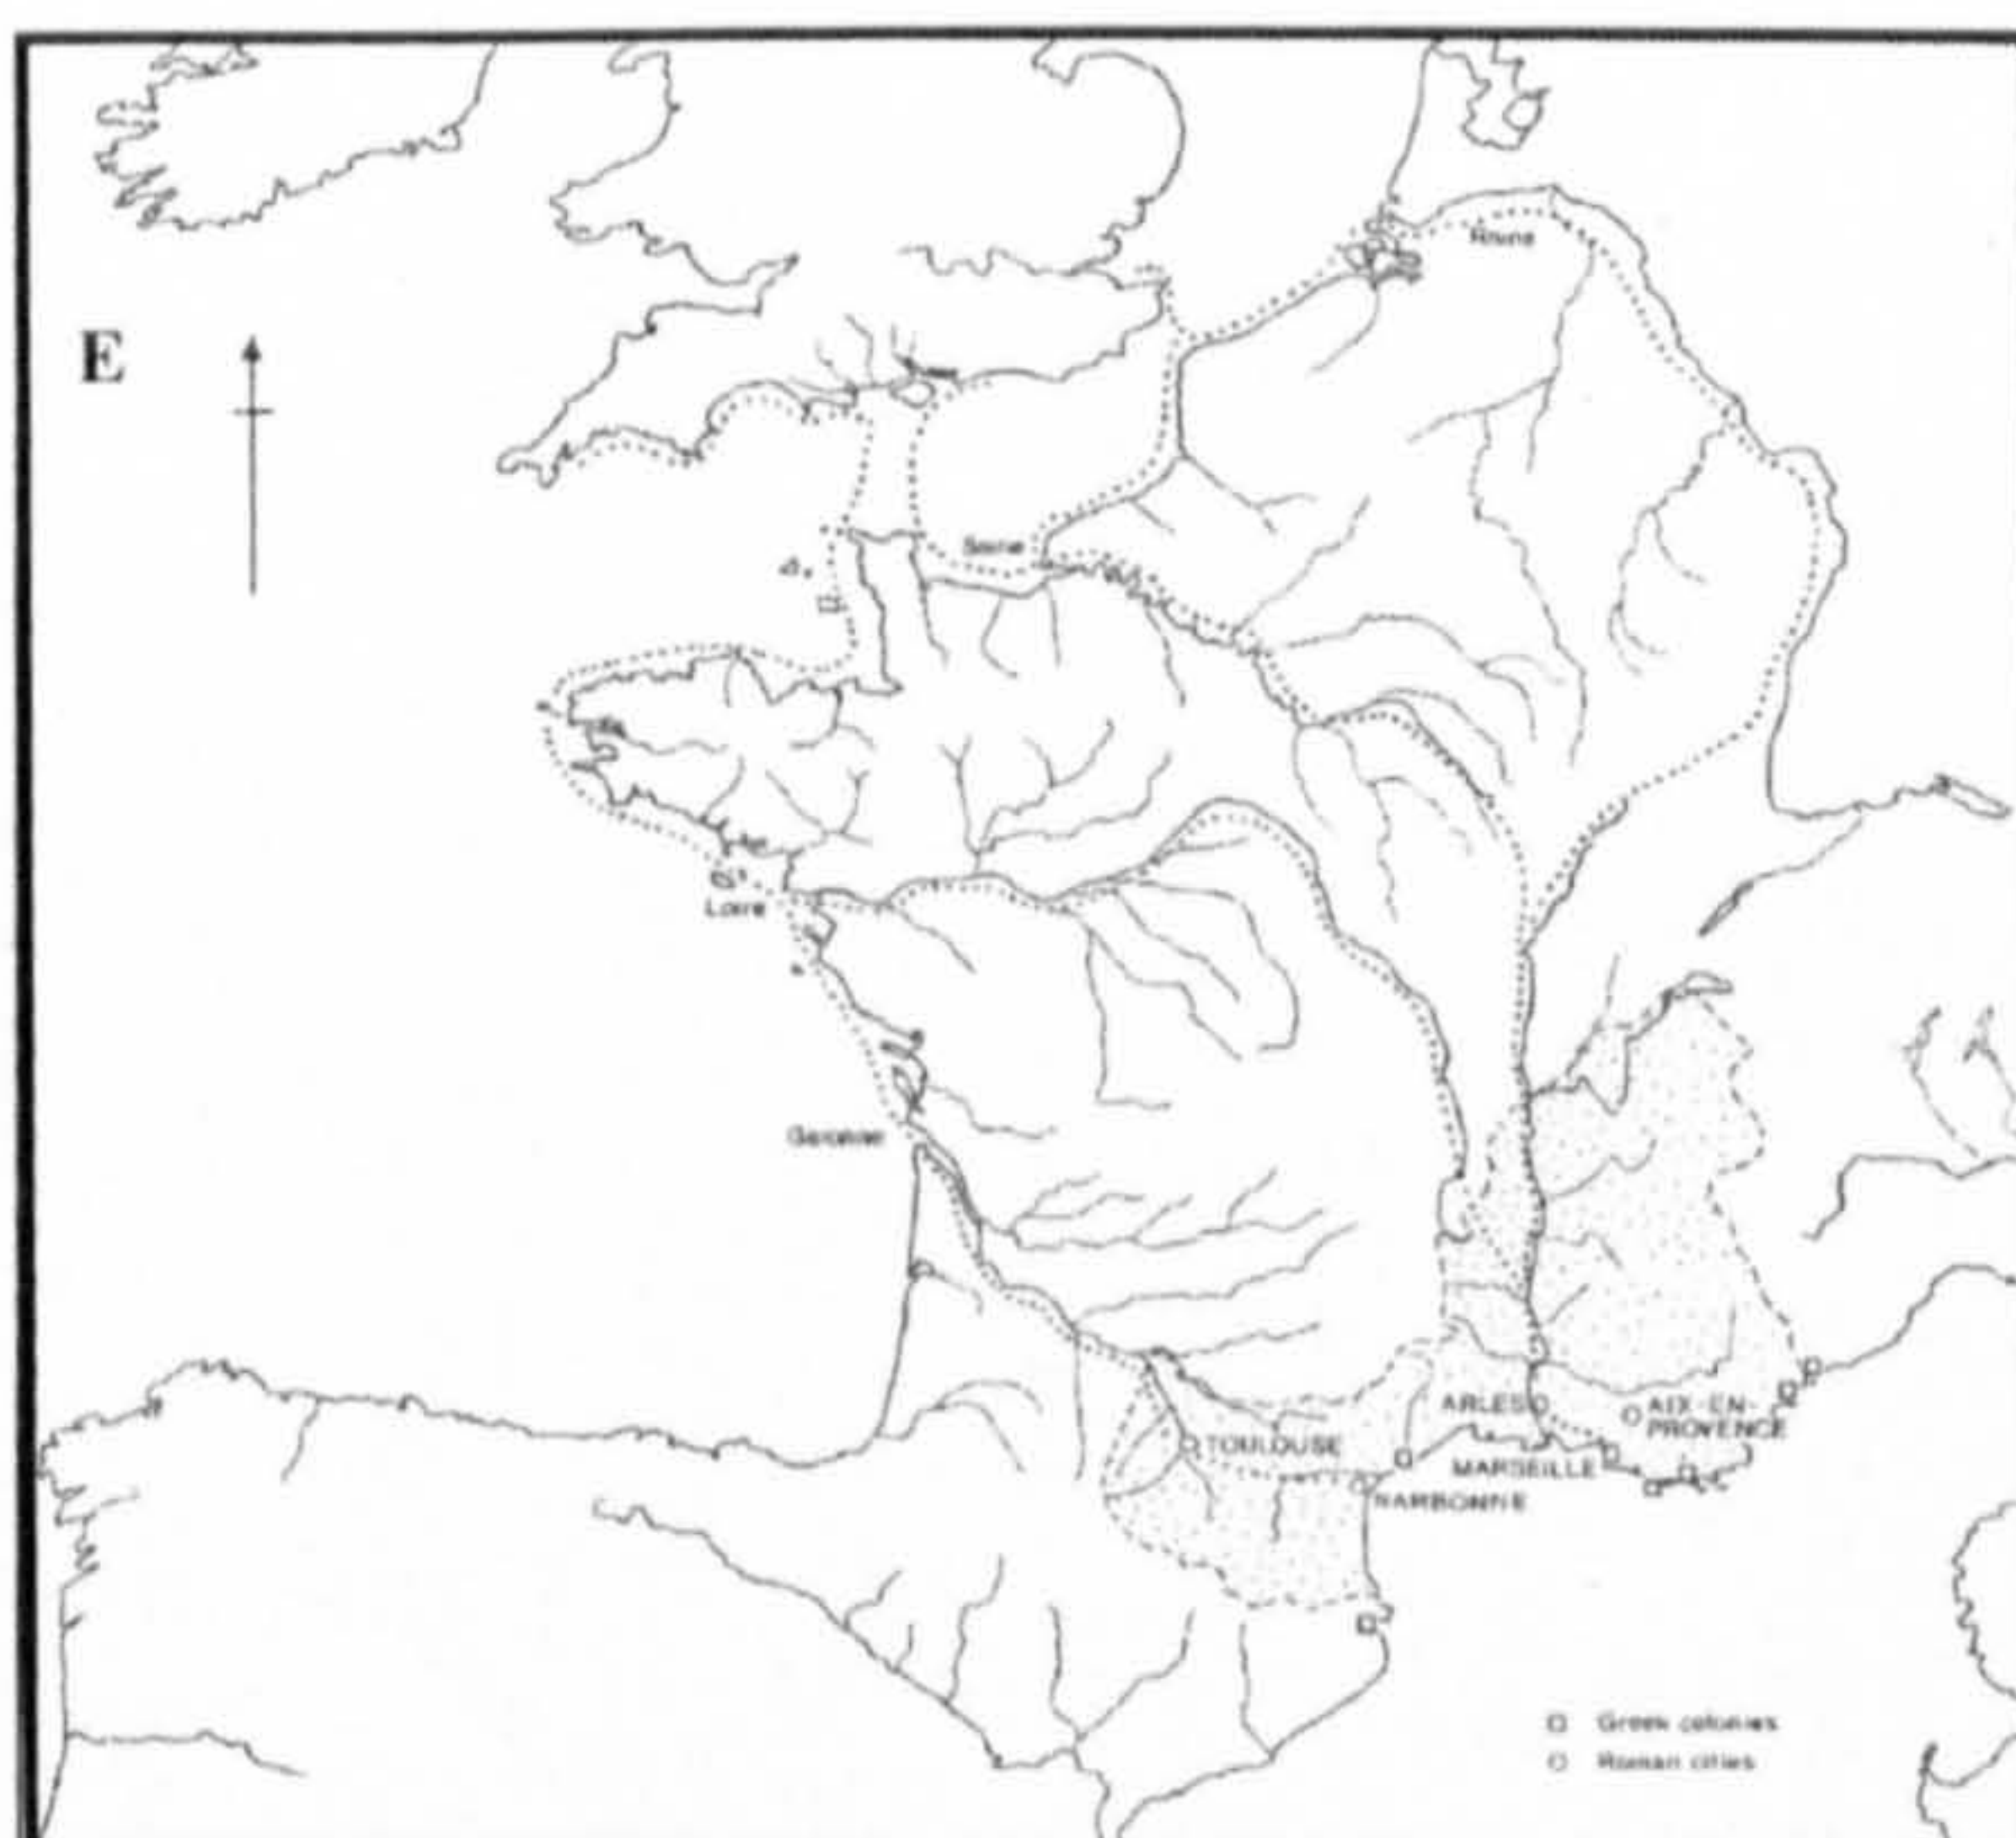 E
Rhine
Seine
Loire
Garonne
ARLES
AIX-EN-
PROVENCE
TOULOUSE
MARSEILLE
NARBONNE
Greek colonies
Roman cities